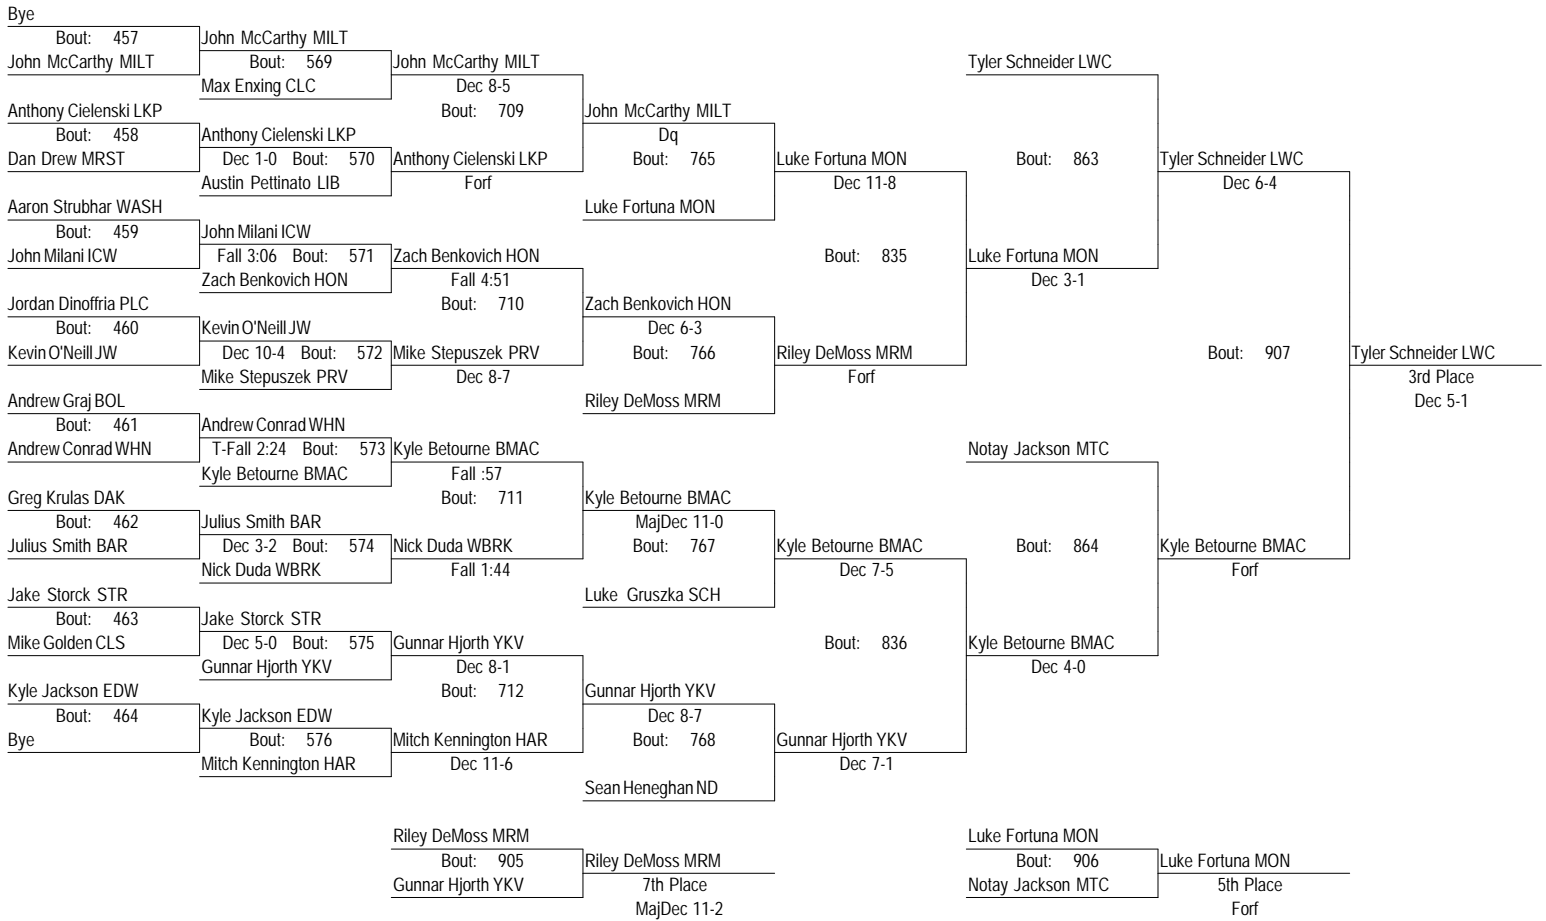 Bye
Bout: 457 John McCarthy MILT
John McCarthy MILT Bout: 569 John McCarthy MILT Tyler Schneider LWC
Max Enxing CLC Dec 8-5
Anthony Cielenski LKP Bout: 709 John McCarthy MILT
Bout: 458 Anthony Cielenski LKP Dq
Dan Drew MRST Dec 1-0 Bout: 570 Anthony Cielenski LKP Bout: 765 Luke Fortuna MON Bout: 863 Tyler Schneider LWC
Austin Pettinato LIB Forf Dec 11-8 Dec 6-4
Aaron Strubhar WASH Luke Fortuna MON
Bout: 459 John Milani ICW
John Milani ICW Fall 3:06 Bout: 571 Zach Benkovich HON Bout: 835 Luke Fortuna MON
Zach Benkovich HON Fall 4:51 Dec 3-1
Jordan Dinoffria PLC Bout: 710 Zach Benkovich HON
Bout: 460 Kevin O'Neill JW Dec 6-3
Kevin O'Neill JW Dec 10-4 Bout: 572 Mike Stepuszek PRV Bout: 766 Riley DeMoss MRM Bout: 907 Tyler Schneider LWC
Mike Stepuszek PRV Dec 8-7 Forf 3rd Place
Andrew Graj BOL Riley DeMoss MRM Dec 5-1
Bout: 461 Andrew Conrad WHN
Andrew Conrad WHN T-Fall 2:24 Bout: 573 Kyle Betourne BMAC Notay Jackson MTC
Kyle Betourne BMAC Fall :57
Greg Krulas DAK Bout: 711 Kyle Betourne BMAC
Bout: 462 Julius Smith BAR MajDec 11-0
Julius Smith BAR Dec 3-2 Bout: 574 Nick Duda WBRK Bout: 767 Kyle Betourne BMAC Bout: 864 Kyle Betourne BMAC
Nick Duda WBRK Fall 1:44 Dec 7-5 Forf
Jake Storck STR Luke Gruszka SCH
Bout: 463 Jake Storck STR
Mike Golden CLS Dec 5-0 Bout: 575 Gunnar Hjorth YKV Bout: 836 Kyle Betourne BMAC
Gunnar Hjorth YKV Dec 8-1 Dec 4-0
Kyle Jackson EDW Bout: 712 Gunnar Hjorth YKV
Bout: 464 Kyle Jackson EDW Dec 8-7
Bye Bout: 576 Mitch Kennington HAR Bout: 768 Gunnar Hjorth YKV
Mitch Kennington HAR Dec 11-6 Dec 7-1
Sean Heneghan ND
Riley DeMoss MRM Luke Fortuna MON
Bout: 905 Riley DeMoss MRM Bout: 906 Luke Fortuna MON
Gunnar Hjorth YKV 7th Place Notay Jackson MTC 5th Place
MajDec 11-2 Forf